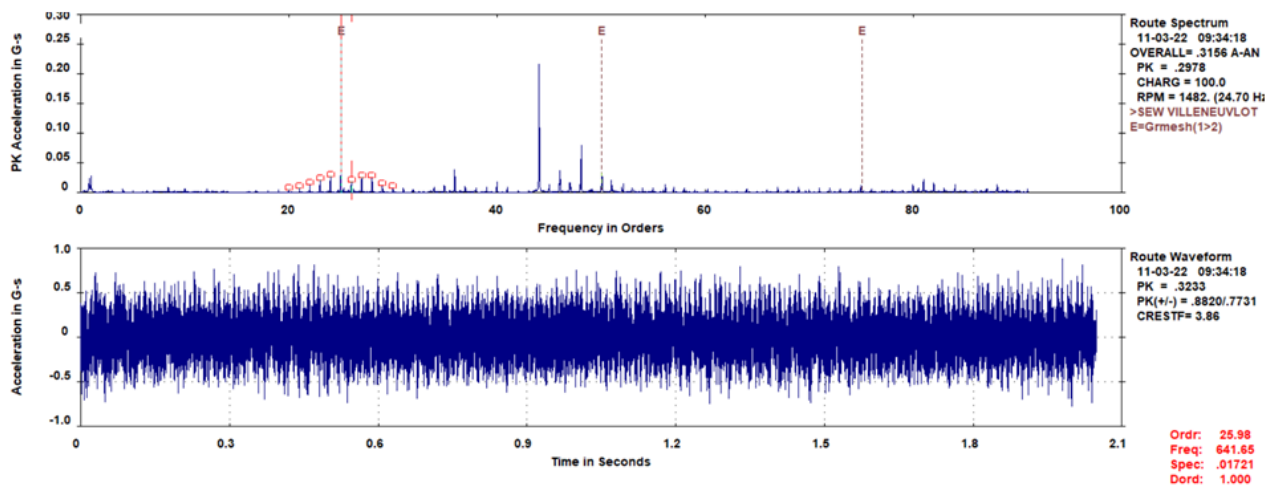 0.30
0.25
0.20
0.15
0.10
0.05
0
PK Acceleration in G-s
E
E
E
C C C C C C C C C C
0 20 40 60 80 100
Frequency in Orders
Route Spectrum
11-03-22 09:34:18
OVERALL= .3156 A-AN
PK = .2978
CHARG = 100.0
RPM = 1482. (24.70 Hz
>SEW VILLENEUVLOT
E=Grmesh(1>2)
1.0
0.5
0
-0.5
-1.0
Acceleration in G-s
0 0.3 0.6 0.9 1.2 1.5 1.8 2.1
Time in Seconds
Route Waveform
11-03-22 09:34:18
PK = .3233
PK(+/-) = .8820/.7731
CRESTF= 3.86
Ordr: 25.98
Freq: 641.65
Spec: .01721
Dord: 1.000